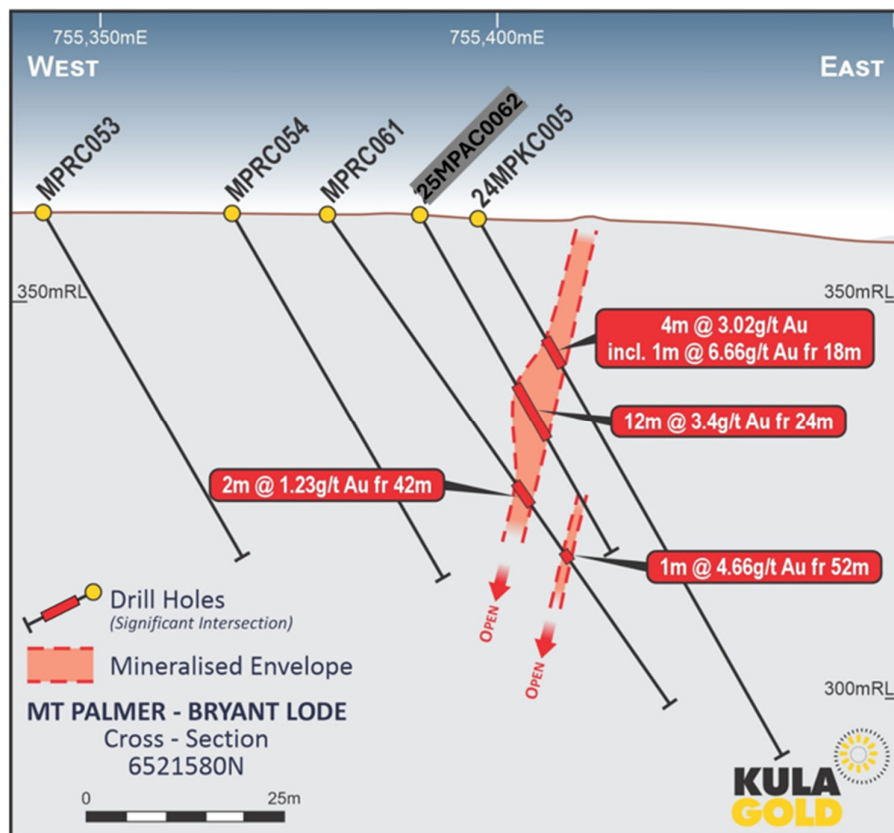 755,350mE
755,400mE
WEST
EAST
MPRC053
MPRC054
MPRC061
25MPAC0062
24MPKC005
350mRL
350mRL
4m @ 3.02g/t Au
incl. 1m @ 6.66g/t Au fr 18m
12m @ 3.4g/t Au fr 24m
2m @ 1.23g/t Au fr 42m
1m @ 4.66g/t Au fr 52m
OPEN
OPEN
Drill Holes
(Significant Intersection)
Mineralised Envelope
MT PALMER - BRYANT LODE
Cross - Section
6521580N
0
25m
300mRL
KULA
GOLD